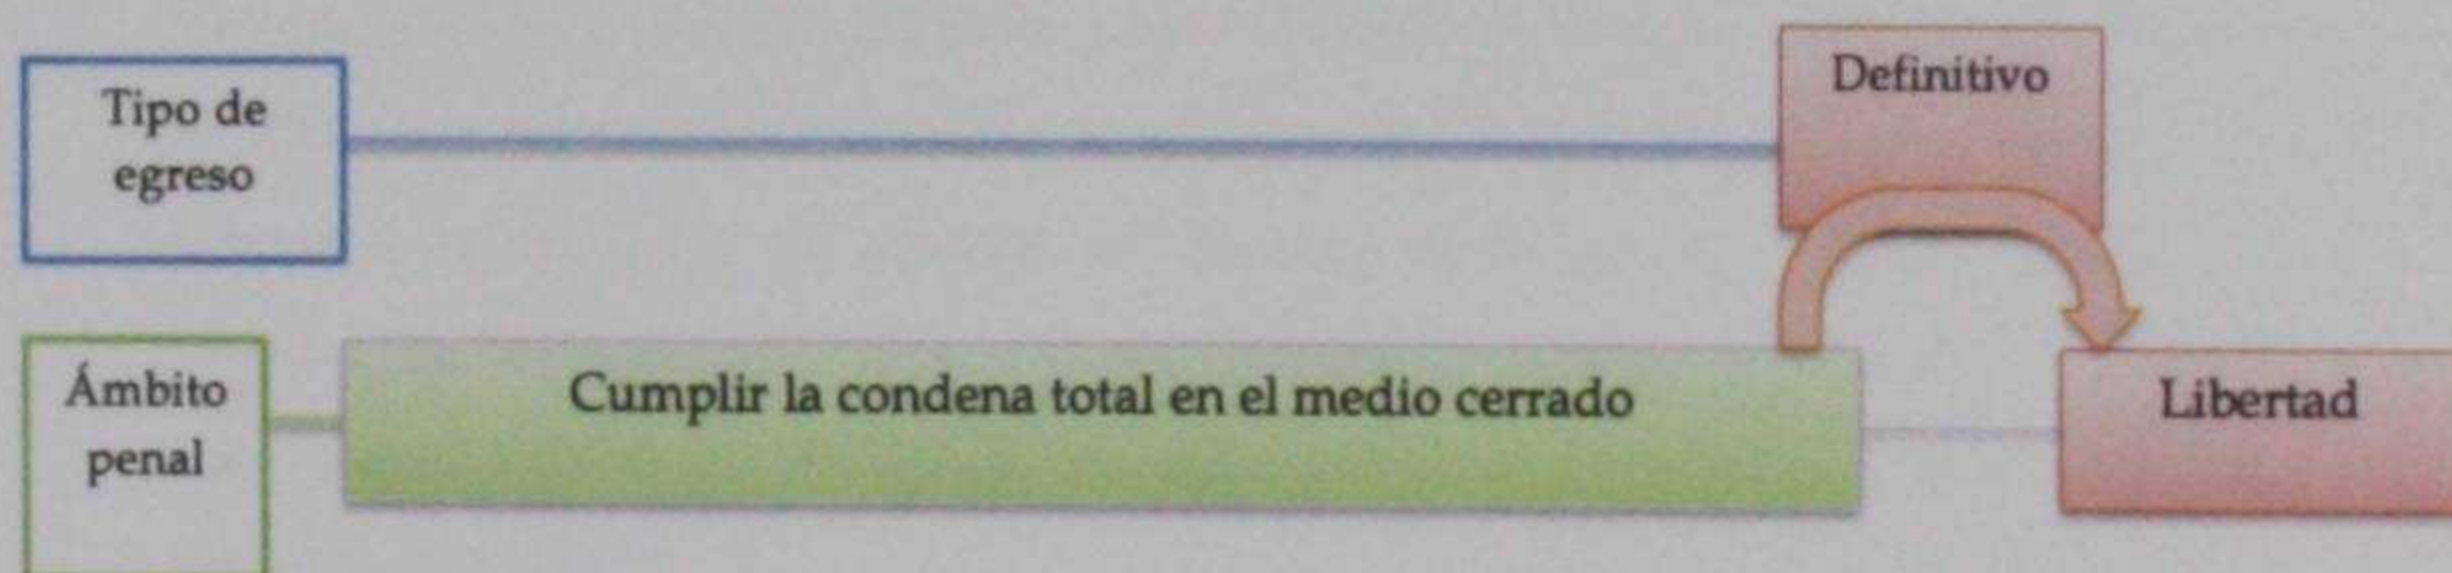 Tipo de
egreso
Definitivo
Ámbito
penal
Cumplir la condena total en el medio cerrado
Libertad